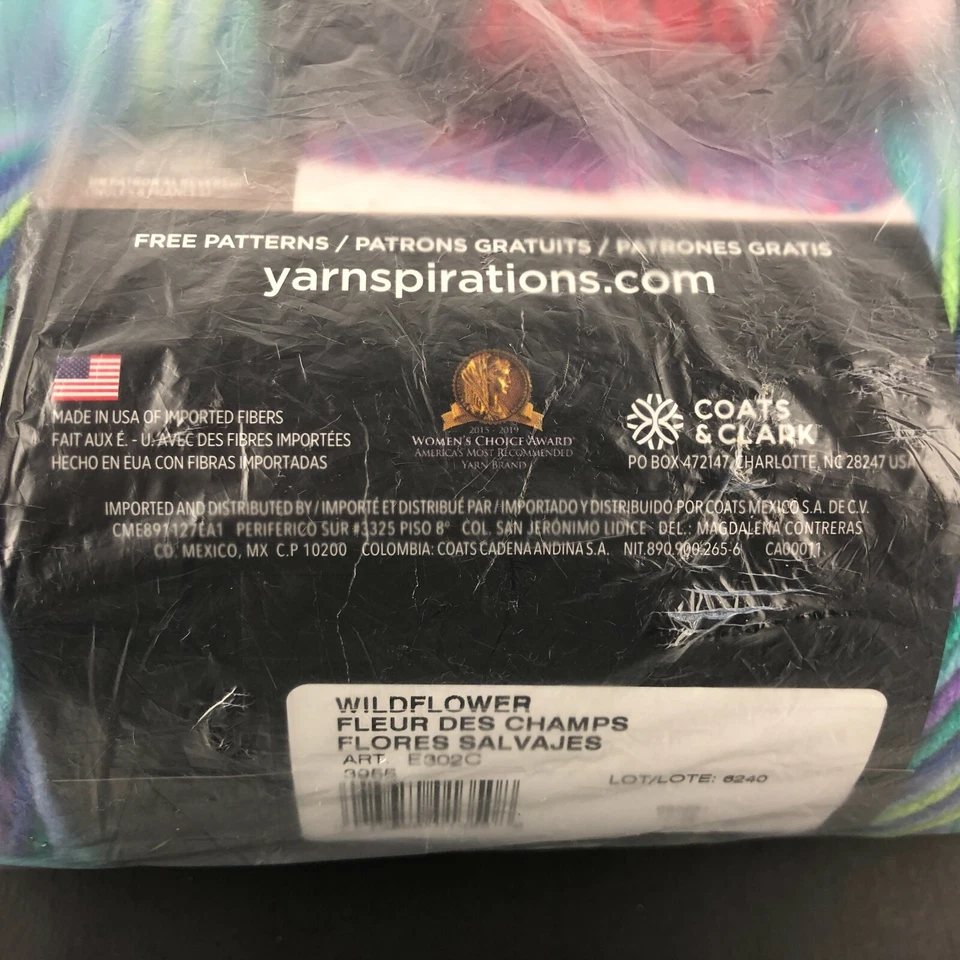 FREE PATTERNS / PATRONS GRATUITS / PATRONES GRATIS
yarnspirations.com
MADE IN USA OF IMPORTED FIBERS
FAIT AUX É. - U. AVEC DES FIBRES IMPORTÉES
HECHO EN EUA CON FIBRAS IMPORTADAS
2015 - 2019
WOMEN'S CHOICE AWARD
AMERICA'S MOST RECOMMENDED
YARN BRAND
COATS
& CLARK
PO BOX 472147, CHARLOTTE, NC 28247 USA
IMPORTED AND DISTRIBUTED BY / IMPORTÉ ET DISTRIBUÉ PAR / IMPORTADO Y DISTRIBUIDO POR COATS MEXICO S.A. DE C.V.
CME891127EA1 PERIFERICO SUR #3325 PISO 8° COL. SAN JERÓNIMO LIDICE DEL.: MAGDALENA CONTRERAS
CO MEXICO, MX C.P 10200 COLOMBIA: COATS CADENA ANDINA S.A. NIT.890.900.265-6 CA00011
WILDFLOWER
FLEUR DES CHAMPS
FLORES SALVAJES
ART. E302C
LOT/LOTE: 6240